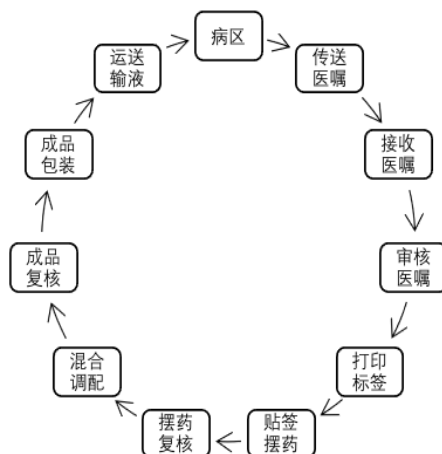 病区
传送
医嘱
接收
医嘱
审核
医嘱
打印
标签
贴签
摆药
摆药
复核
混合
调配
成品
复核
成品
包装
运送
输液